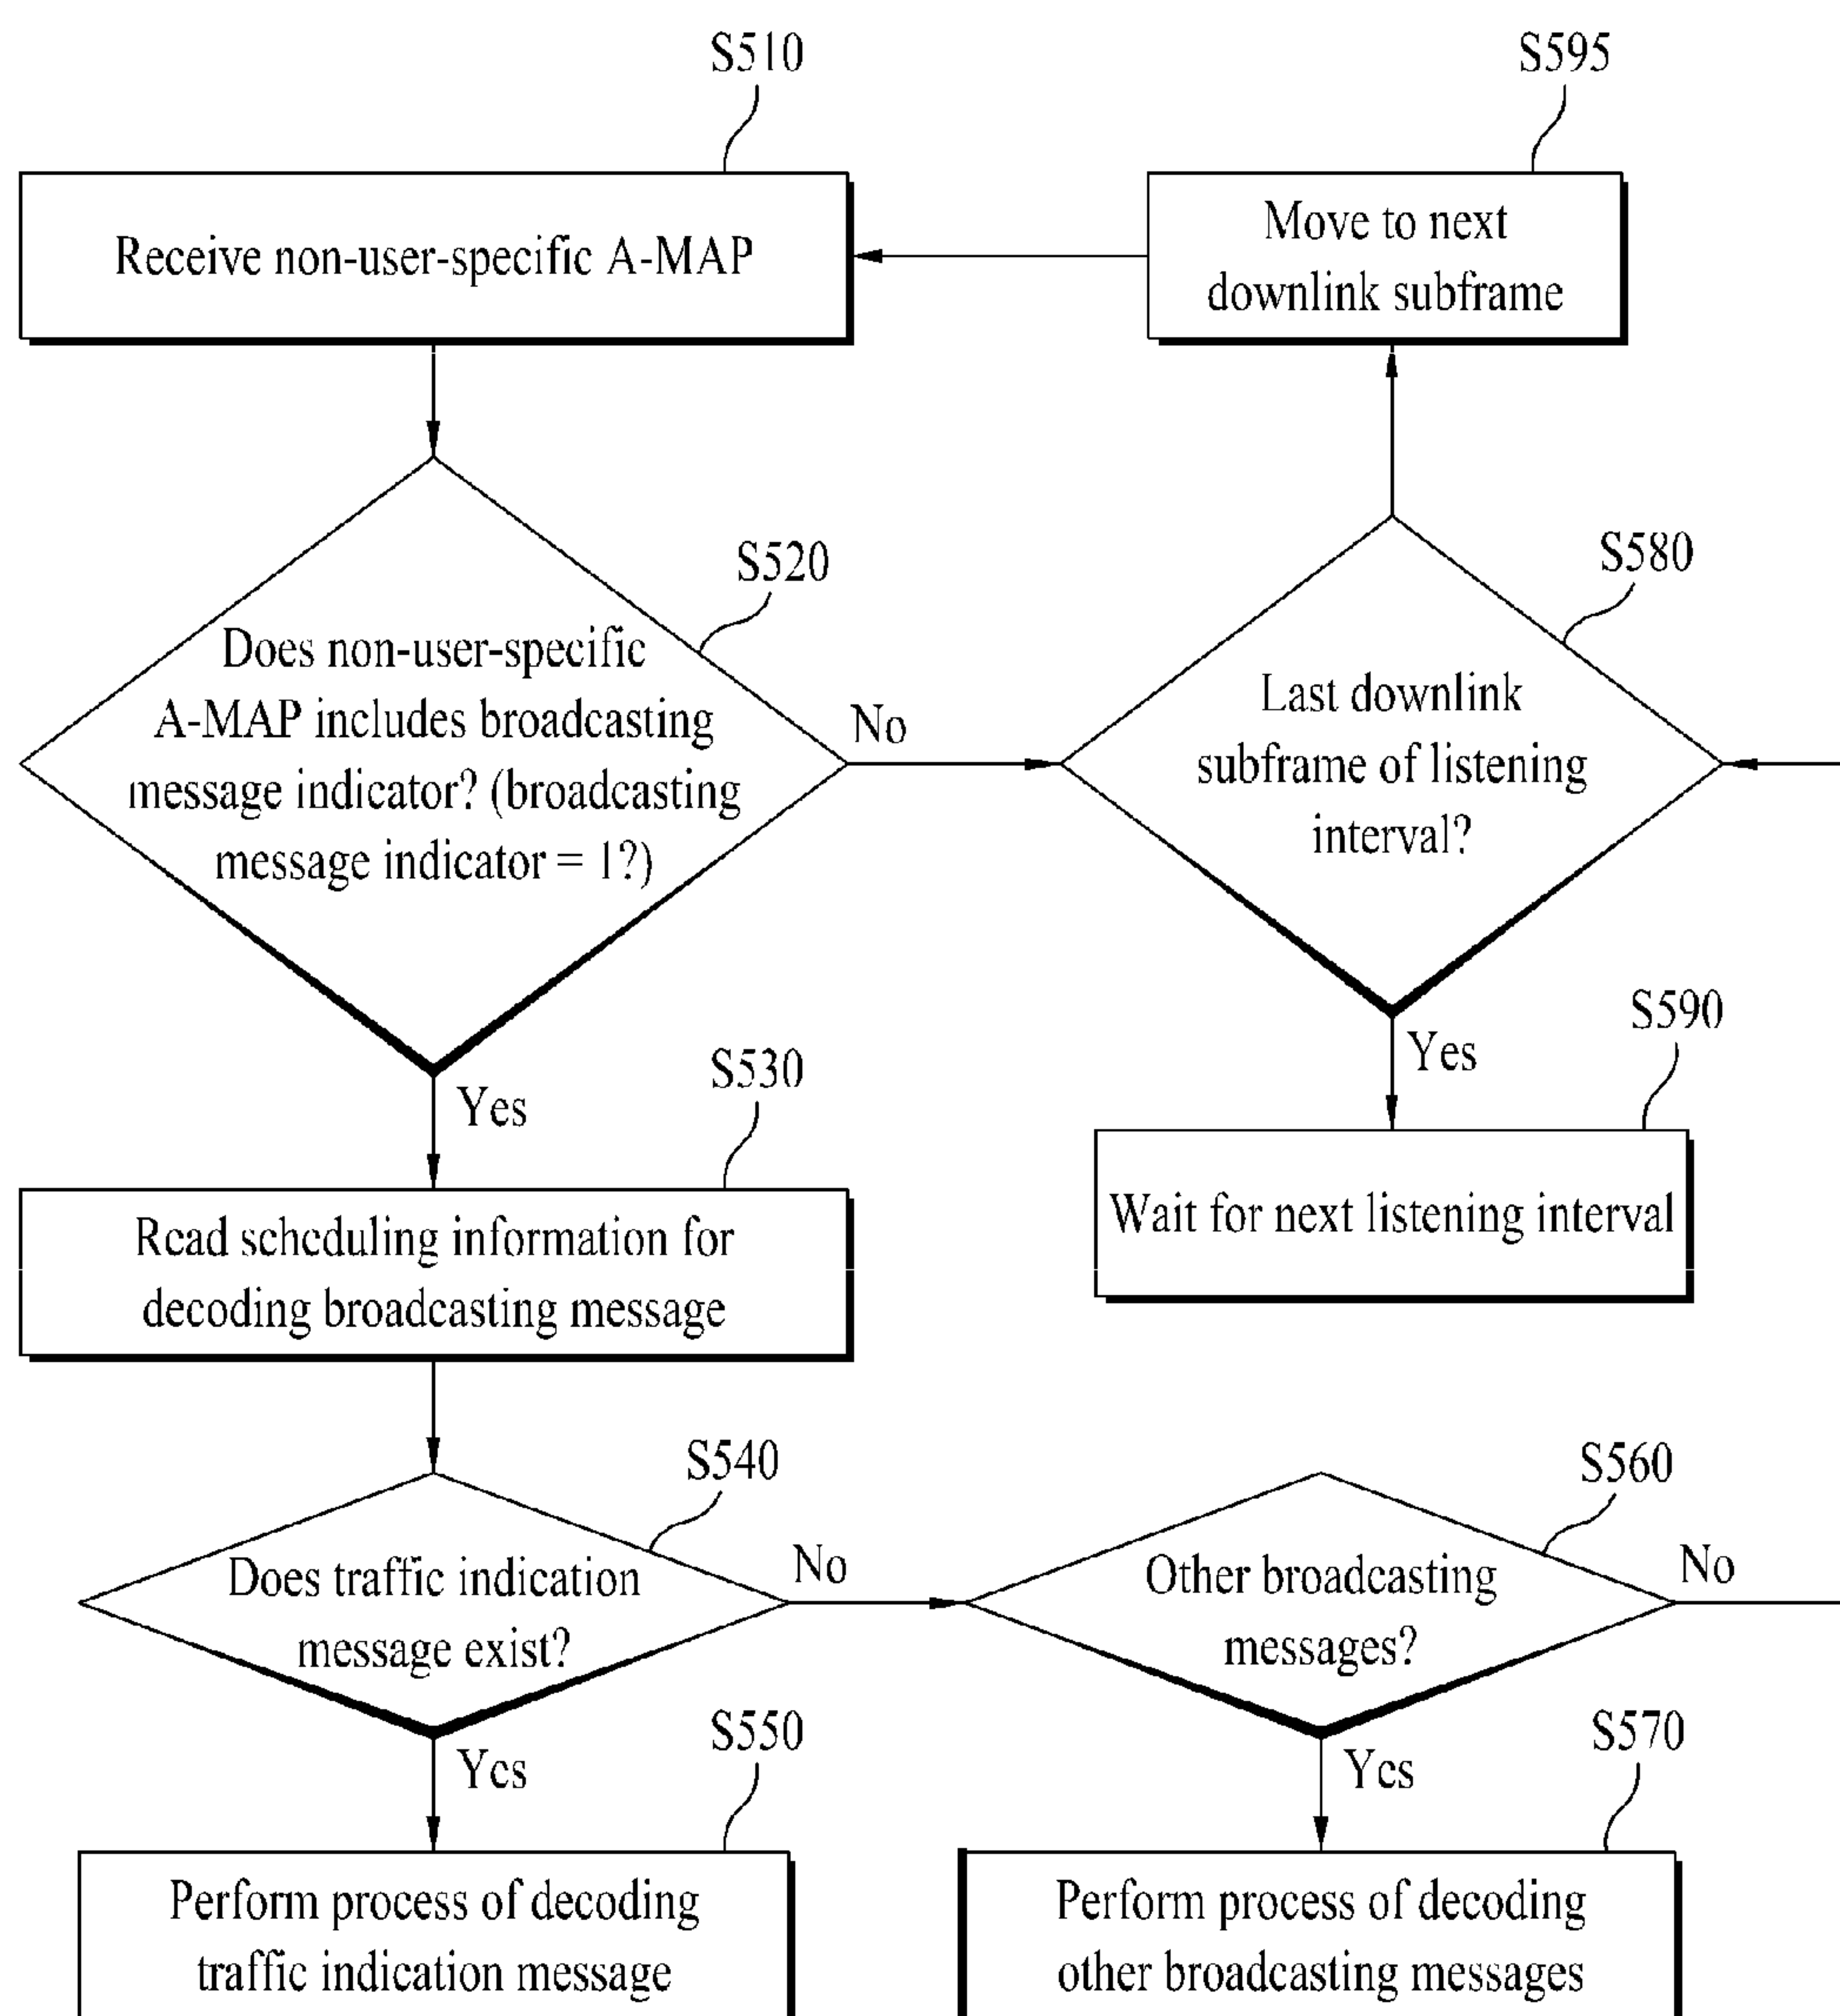 S510
S595
Receive non-user-specific A-MAP
Move to next
downlink subframe
S520
S580
Does non-user-specific
A-MAP includes broadcasting
message indicator? (broadcasting
message indicator = 1?)
No
Last downlink
subframe of listening
interval?
S590
Yes
S530
Yes
Wait for next listening interval
Read scheduling information for
decoding broadcasting message
S540
S560
Does traffic indication
message exist?
No
Other broadcasting
messages?
No
S550
S570
Yes
Yes
Perform process of decoding
traffic indication message
Perform process of decoding
other broadcasting messages